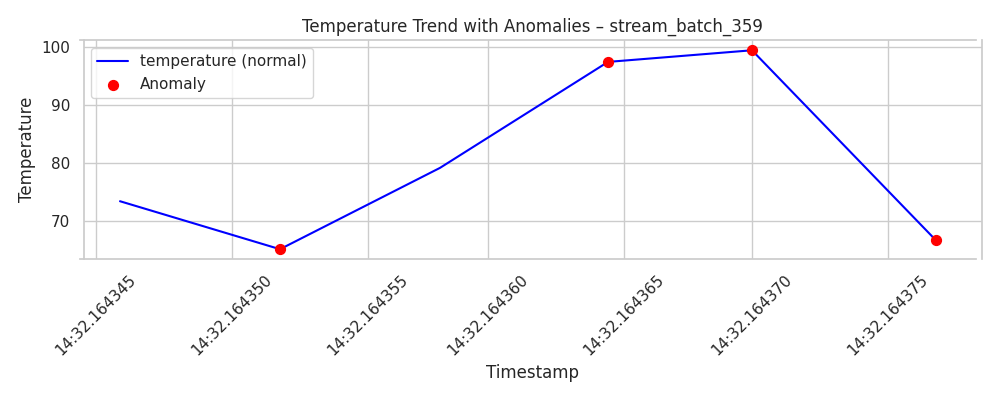 Temperature Trend with Anomalies – stream_batch_359
temperature (normal)
Anomaly
Temperature
100
90
80
70
14:32.164345
14:32.164350
14:32.164355
14:32.164360
14:32.164365
14:32.164370
14:32.164375
Timestamp